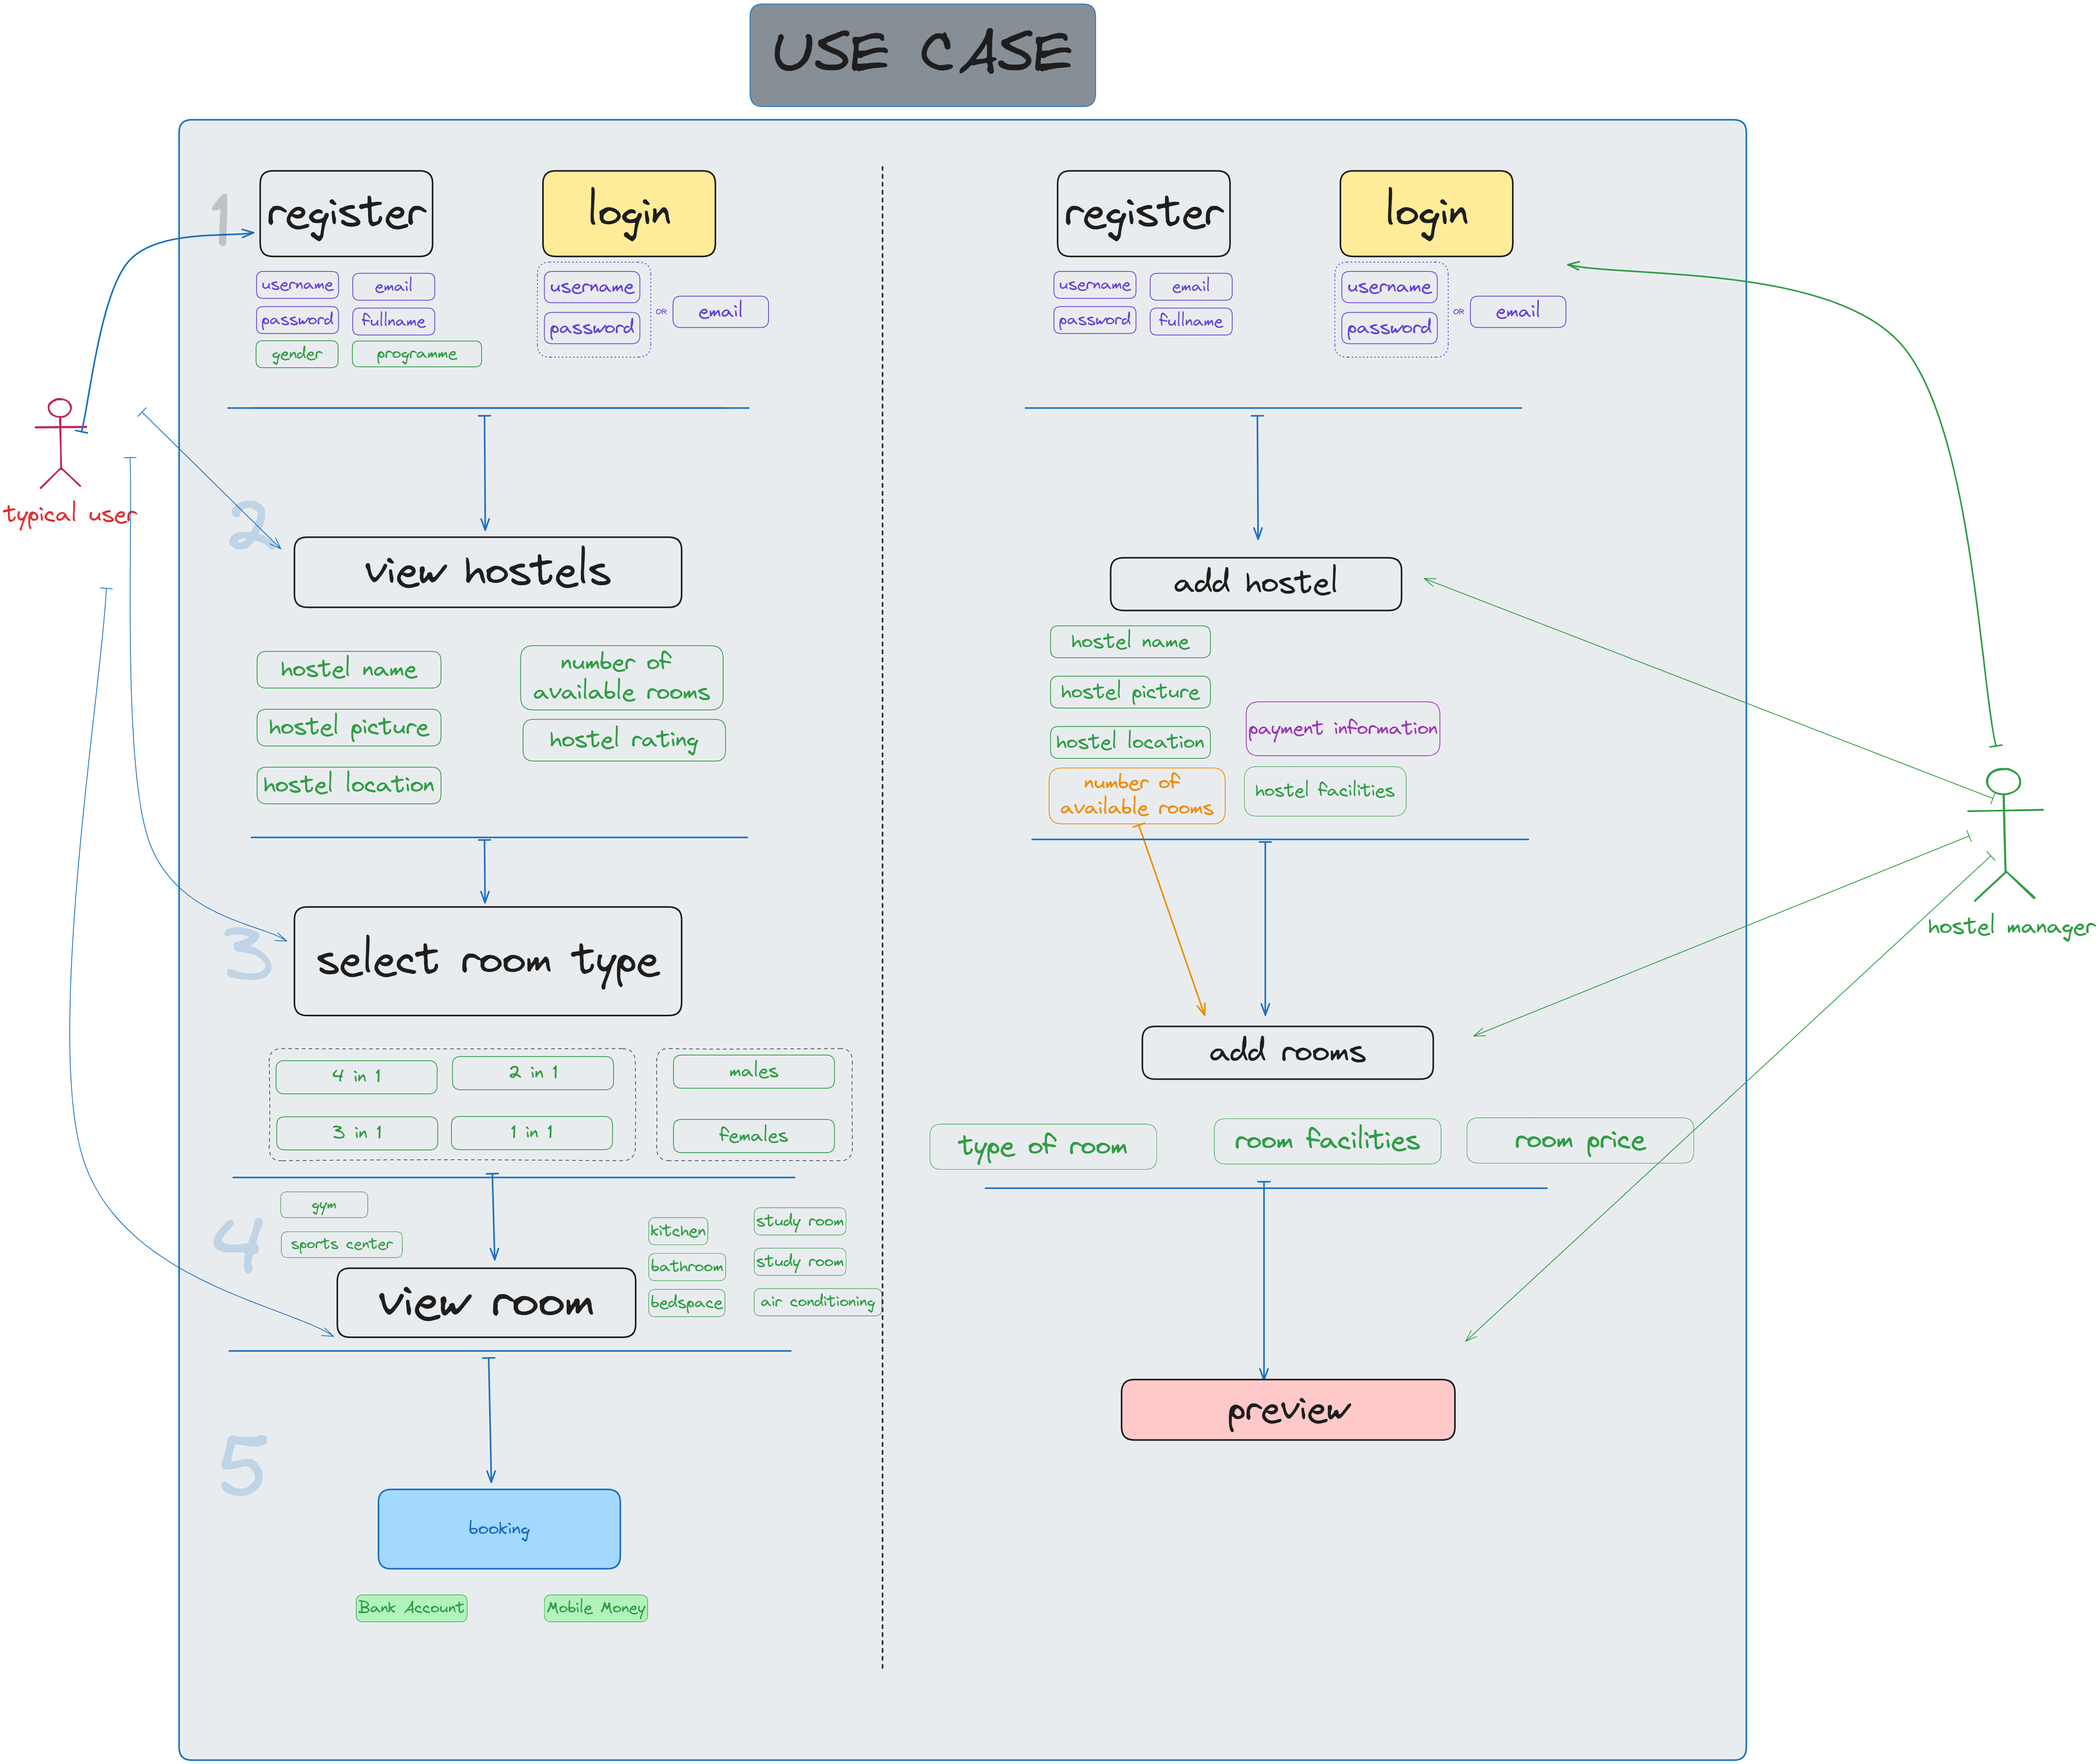 USE CASE
1
register
login
username
email
password
fullname
gender
programme
username
password
OR
email
typical user
2
view hostels
hostel name
number of
available rooms
hostel picture
hostel rating
hostel location
3
select room type
4 in 1
2 in 1
3 in 1
1 in 1
males
females
4
gym
sports center
view room
kitchen
bathroom
bedspace
study room
study room
air conditioning
5
booking
Bank Account
Mobile Money
register
login
username
email
password
fullname
username
password
OR
email
add hostel
hostel name
hostel picture
hostel location
payment information
number of
available rooms
hostel facilities
hostel manager
add rooms
type of room
room facilities
room price
preview